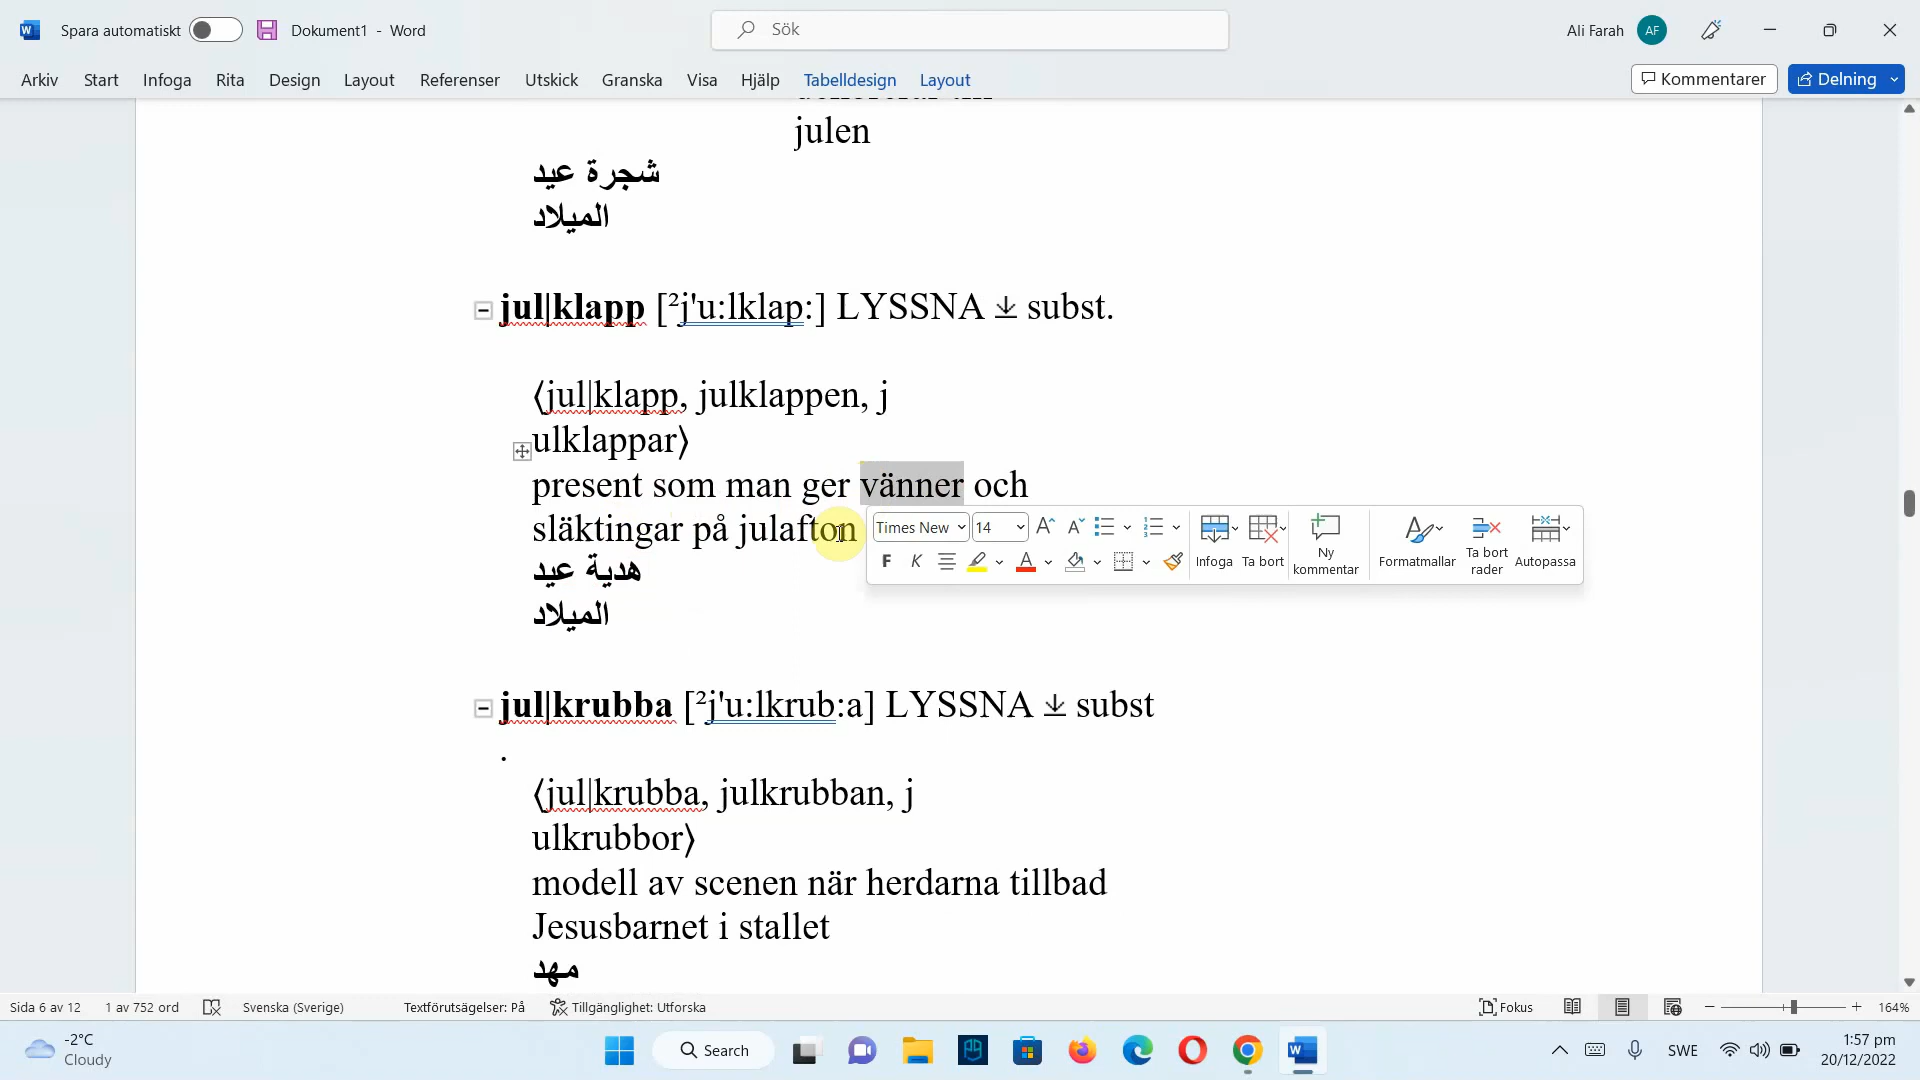 Spara automatiskt
Dokument1 - Word
Sök
Ali Farah
AF
Arkiv
Start
Infoga
Rita
Design
Layout
Referenser
Utskick
Granska
Visa
Hjälp
Tabelldesign
Layout
Kommentarer
Delning
julen
شجرة عيد
الميلاد
jul|klapp [²j'u:lklap:] LYSSNA subst.
⟨jul|klapp, julklappen, j
ulklappar⟩
present som man ger vänner och
släktingar på julafton
هدية عيد
الميلاد
Times New
14
F K
Infoga
Ta bort
Ny
kommentar
Formatmallar
Ta bort
rader
Autopassa
jul|krubba [²j'u:lkrub:a] LYSSNA subst
.
⟨jul|krubba, julkrubban, j
ulkrubbor⟩
modell av scenen när herdarna tillbad
Jesusbarnet i stallet
مهد
Sida 6 av 12
1 av 752 ord
Svenska (Sverige)
Textförutsägelser: På
Tillgänglighet: Utforska
Fokus
164%
-2°C
Cloudy
Search
SWE
1:57 pm
20/12/2022